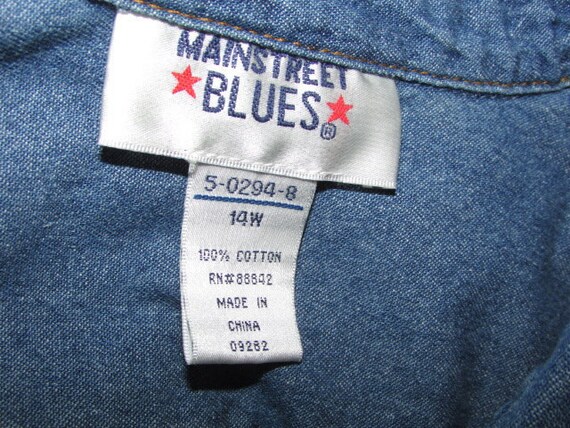 MAINSTREET
BLUES®
5-0294-8
14W
100% COTTON
RN#88842
MADE IN
CHINA
09282